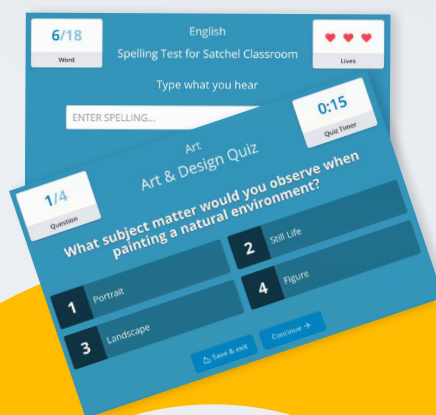 6/18
Word
English
Spelling Test for Satchel Classroom
Lives
Type what you hear
ENTER SPELLING...
1/4
Question
Art
Art & Design Quiz
0:15
Quiz Timer
What subject matter would you observe when
painting a natural environment?
1 Portrait
2 Still Life
3 Landscape
4 Figure
Save & exit
Continue →